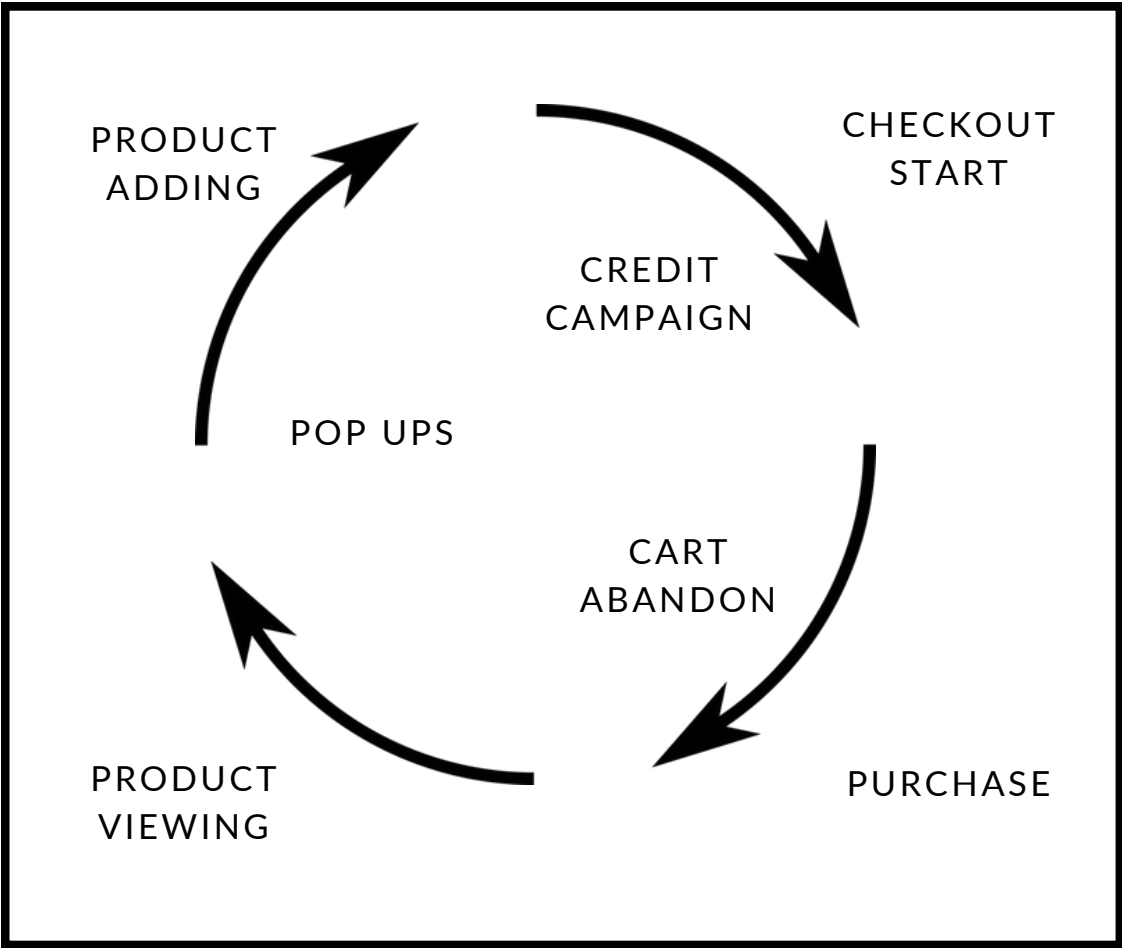 PRODUCT
ADDING
CHECKOUT
START
CREDIT
CAMPAIGN
POP UPS
CART
ABANDON
PRODUCT
VIEWING
PURCHASE